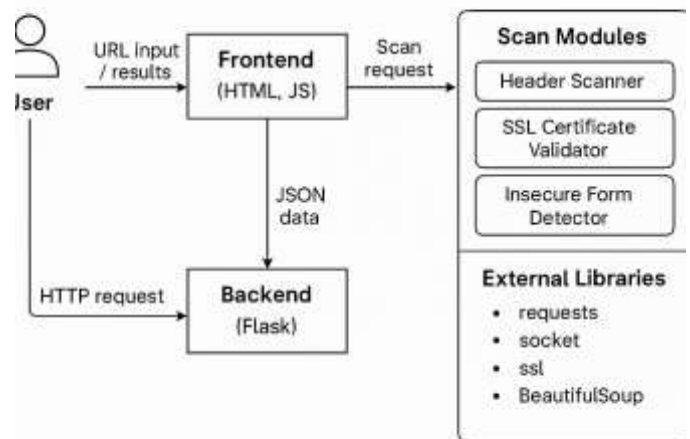 URL input
/ results
User
Frontend
(HTML, JS)
Scan
request
JSON
data
HTTP request
Backend
(Flask)
Scan Modules
Header Scanner
SSL Certificate
Validator
Insecure Form
Detector
External Libraries
• requests
• socket
• ssl
• BeautifulSoup